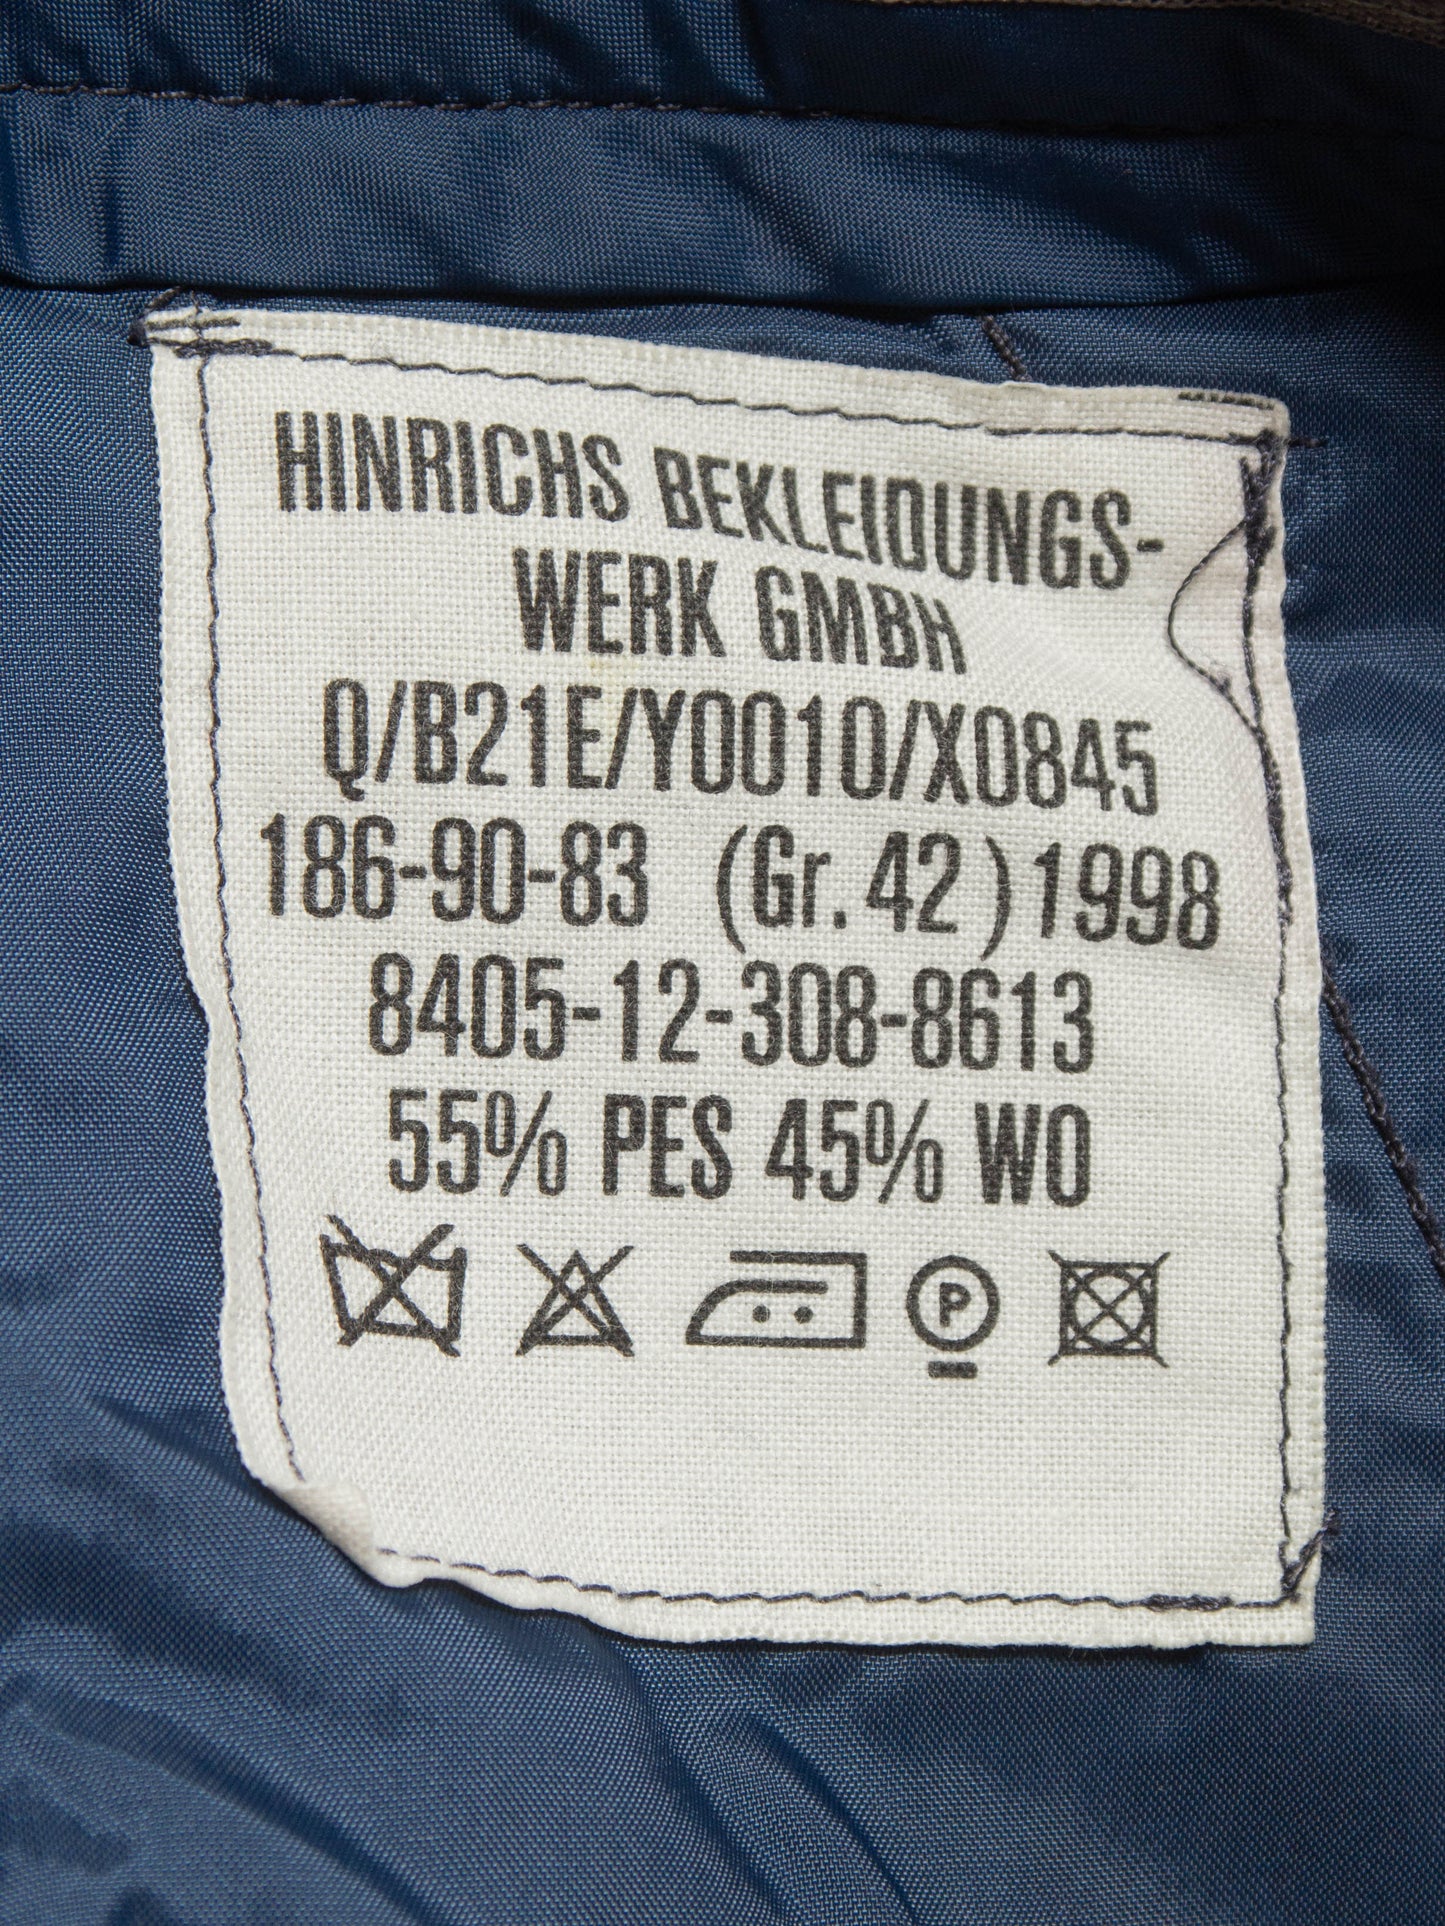 HINRICHS BEKLEIDUNGS-
WERK GMBH
Q/B21E/Y0010/X0845
186-90-83 (Gr. 42) 1998
8405-12-308-8613
55% PES 45% WO
P